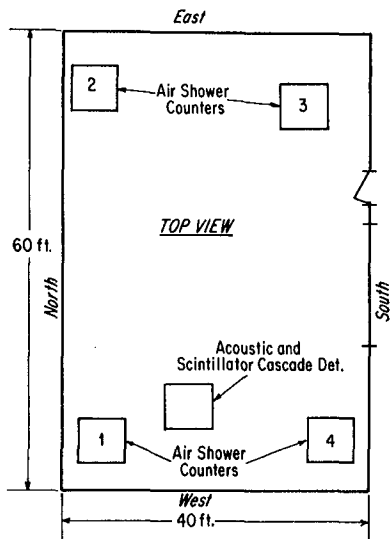 East
2
Air Shower
Counters
3
TOP VIEW
60 ft.
North
South
Acoustic and
Scintillator Cascade Det.
1
Air Shower
Counters
4
West
40 ft.